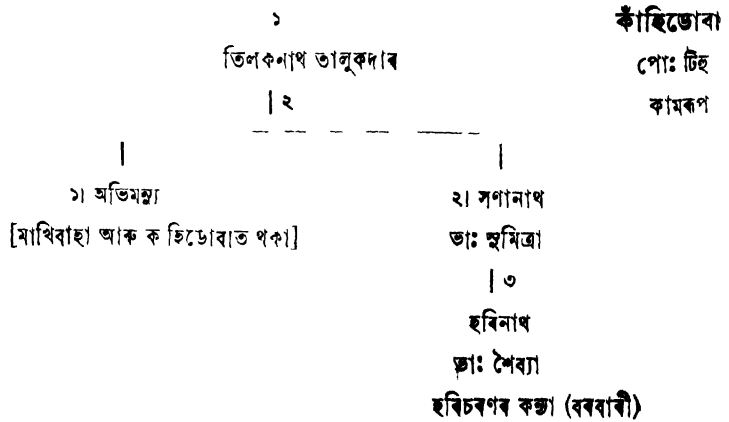 ১
তিলকনাথ তালুকদাৰ
কাঁহিডোবা
পোঃ টিহু
কামৰূপ
২
১। অভিমন্যু
[মাখিবাহা আৰু ক হিডোবাত থকা]
২। সণানাথ
ভাঃ সুমিত্ৰা
৩
হৰিনাথ
ভাঃ শৈব্যা
হৰিচৰণৰ কন্যা (বৰবাৰী)